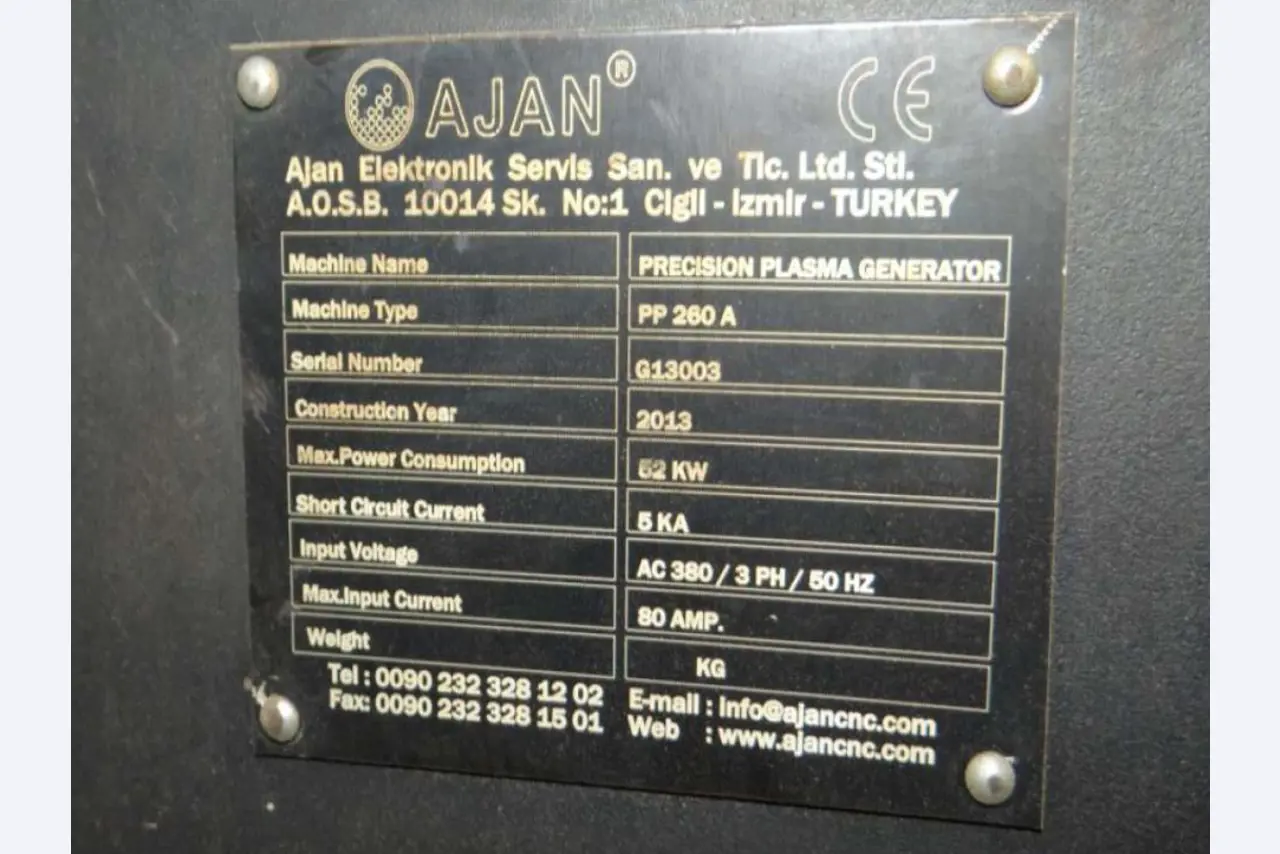 AJAN®
CE
Ajan Elektronik Servis San. ve Tic. Ltd. Sti.
A.O.S.B. 10014 Sk. No:1 Cigli - Izmir - TURKEY
Machine Name PRECISION PLASMA GENERATOR
Machine Type PP 260 A
Serial Number G13003
Construction Year 2013
Max.Power Consumption 52 KW
Short Circuit Current 5 KA
Input Voltage AC 380 / 3 PH / 50 HZ
Max.Input Current 80 AMP.
Weight KG
Tel : 0090 232 328 12 02 E-mail : info@ajancnc.com
Fax: 0090 232 328 15 01 Web : www.ajancnc.com